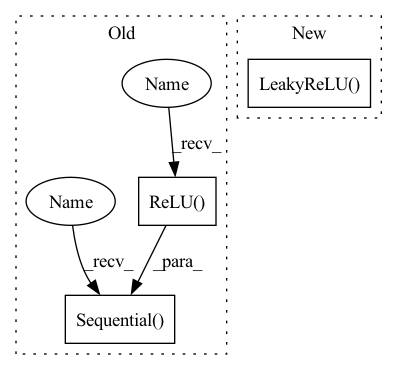 Old
New
Name
LeakyReLU()
_recv_
Name
ReLU()
_recv_
_para_
Sequential()